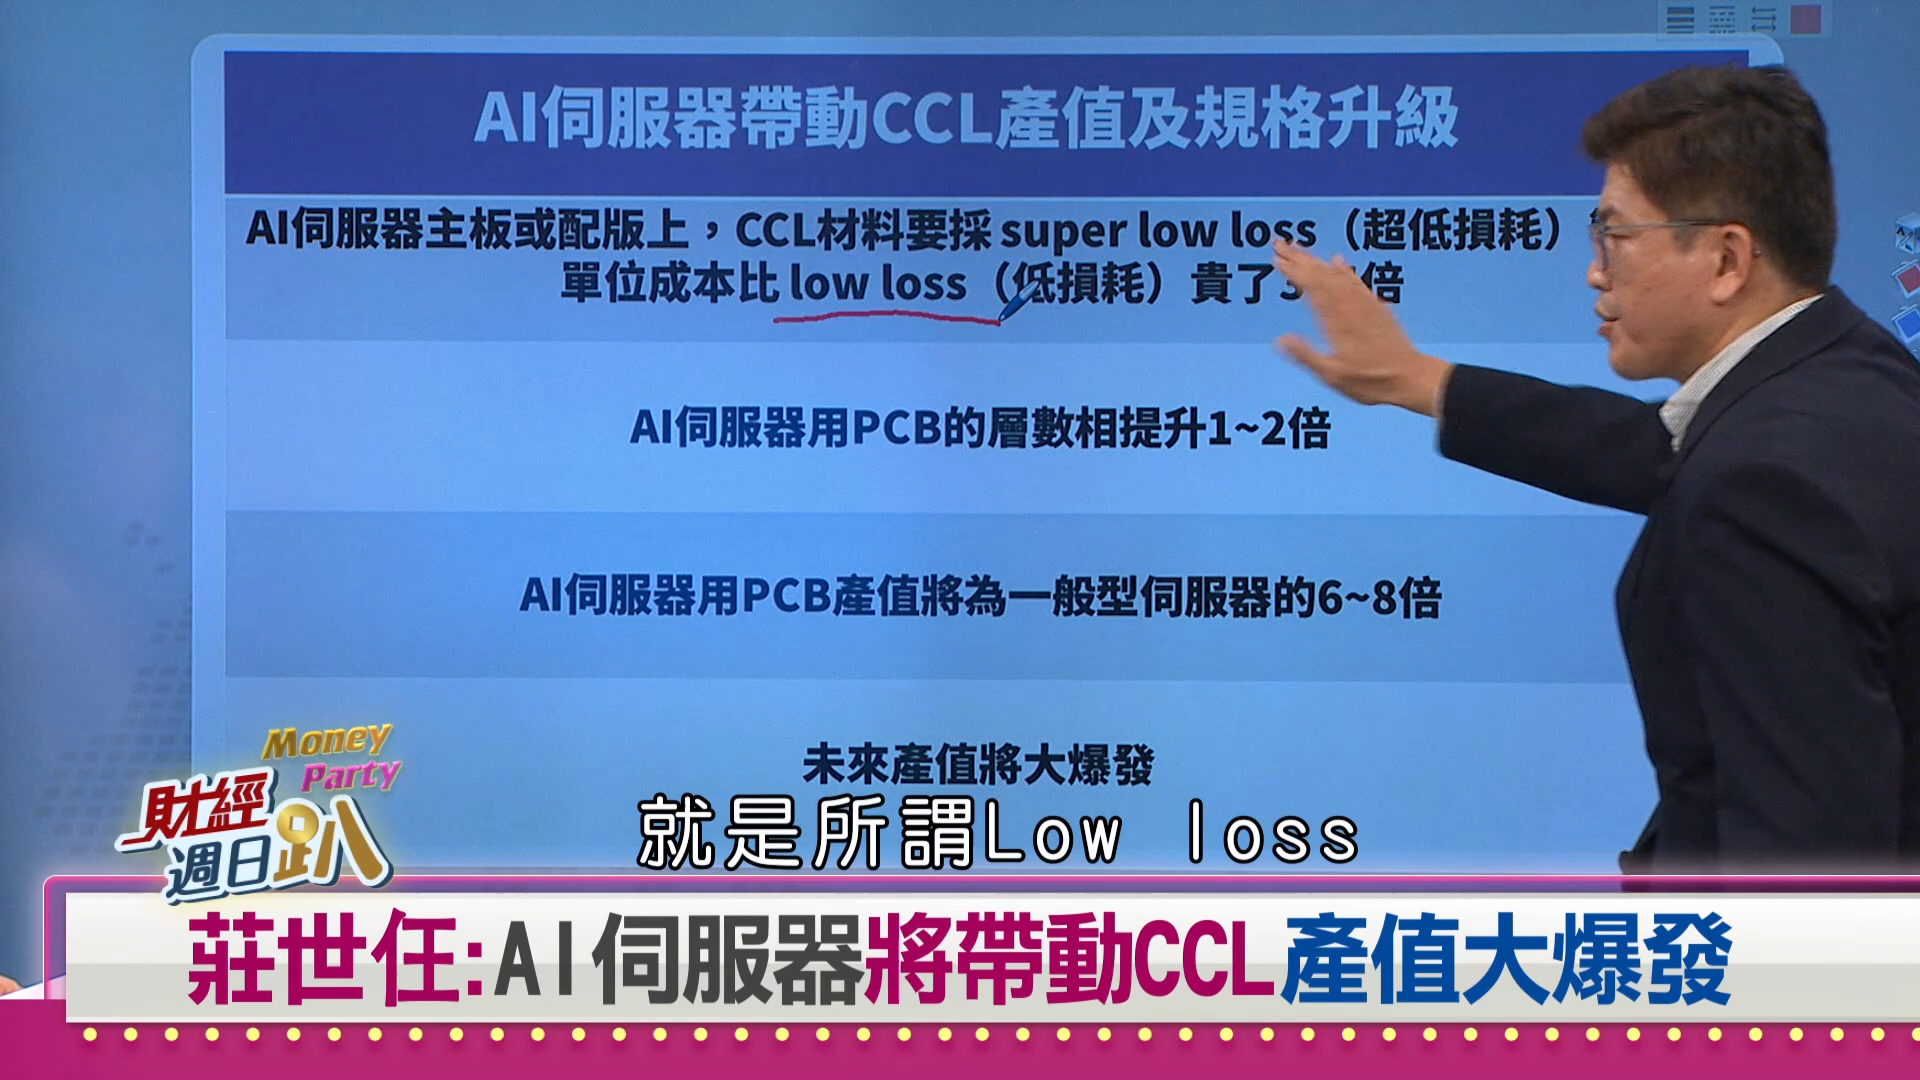 AI伺服器帶動CCL產值及規格升級
AI伺服器主板或配版上，CCL材料要採 super low loss（超低損耗）
單位成本比 low loss（低損耗）貴了3 倍
AI伺服器用PCB的層數相提升1~2倍
AI伺服器用PCB產值將為一般型伺服器的6~8倍
未來產值將大爆發
Money
Party
財經
週日趴
就是所謂Low loss
莊世任:AI伺服器將帶動CCL產值大爆發